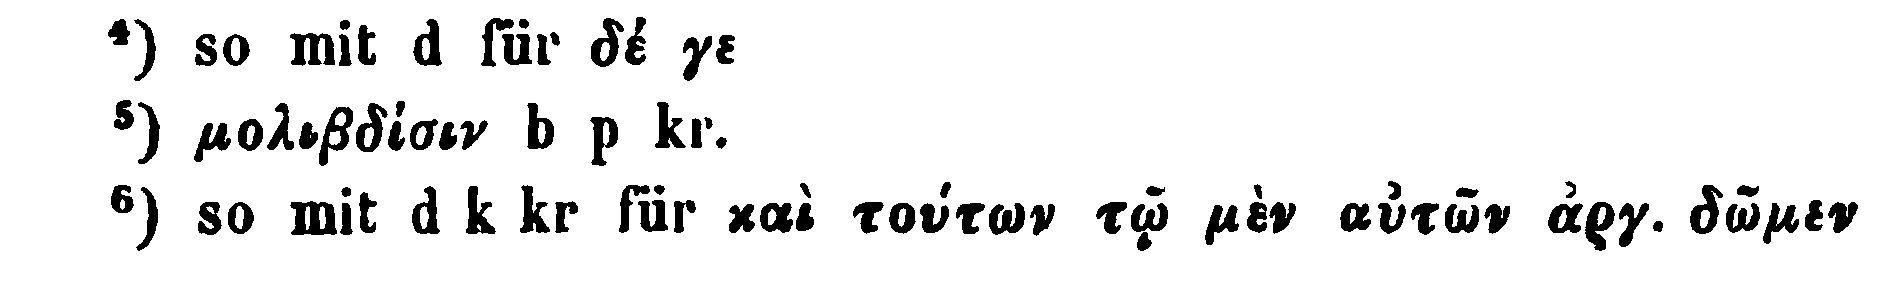 ⁴) so mit d für δέ γε
⁵) μολιβδίσιν b p kr.
⁶) so mit d k kr für καὶ τούτων τῷ μὲν αὐτῶν ἀργ. δῶμεν